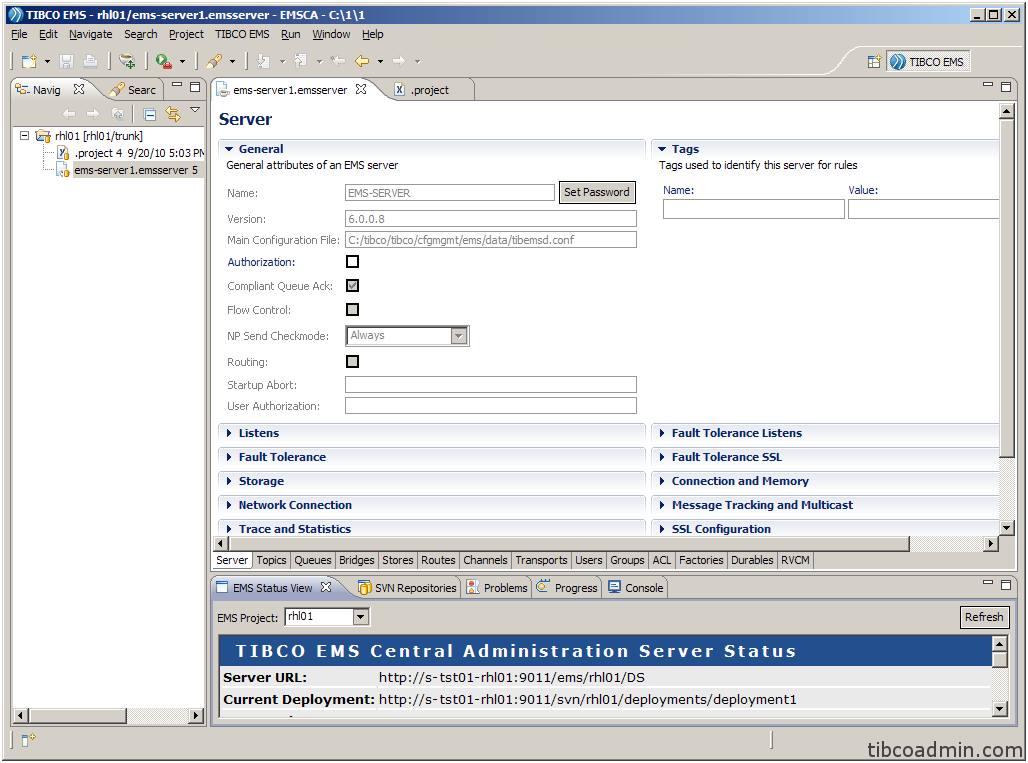 TIBCO EMS - rhl01/ems-server1.emsserver - EMSCA - C:\1\1
File Edit Navigate Search Project TIBCO EMS Run Window Help
TIBCO EMS
Navig Searc
rhl01 [rhl01/trunk]
.project 4 9/20/10 5:03 PM
ems-server1.emsserver 5
ems-server1.emsserver .project
Server
General
General attributes of an EMS server
Name: EMS-SERVER Set Password
Version: 6.0.0.8
Main Configuration File: C:/tibco/tibco/cfgmgmt/ems/data/tibemsd.conf
Authorization:
Compliant Queue Ack:
Flow Control:
NP Send Checkmode: Always
Routing:
Startup Abort:
User Authorization:
Tags
Tags used to identify this server for rules
Name: Value:
Listens Fault Tolerance Listens
Fault Tolerance Fault Tolerance SSL
Storage Connection and Memory
Network Connection Message Tracking and Multicast
Trace and Statistics SSL Configuration
Server Topics Queues Bridges Stores Routes Channels Transports Users Groups ACL Factories Durables RVCM
EMS Status View SVN Repositories Problems Progress Console
EMS Project: rhl01 Refresh
TIBCO EMS Central Administration Server Status
Server URL: http://s-tst01-rhl01:9011/ems/rhl01/DS
Current Deployment: http://s-tst01-rhl01:9011/svn/rhl01/deployments/deployment1
tibcoadmin.com